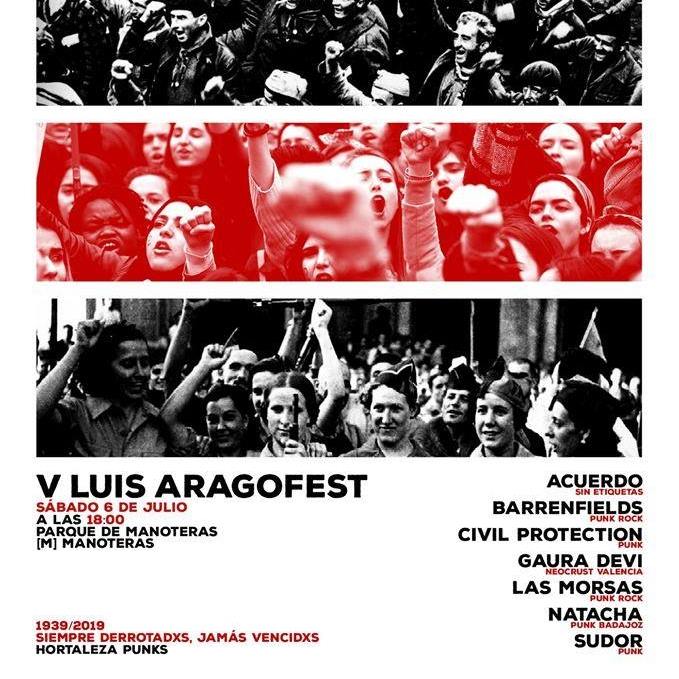 V LUIS ARAGOFEST
SÁBADO 6 DE JULIO
A LAS 18:00
PARQUE DE MANOTERAS
[M] MANOTERAS
1939/2019
SIEMPRE DERROTADXS, JAMÁS VENCIDXS
HORTALEZA PUNKS
ACUERDO
SIN ETIQUETAS
BARRENFIELDS
PUNK ROCK
CIVIL PROTECTION
PUNK
GAURA DEVI
NEOCRUST VALENCIA
LAS MORSAS
PUNK ROCK
NATACHA
PUNK BADAJOZ
SUDOR
PUNK